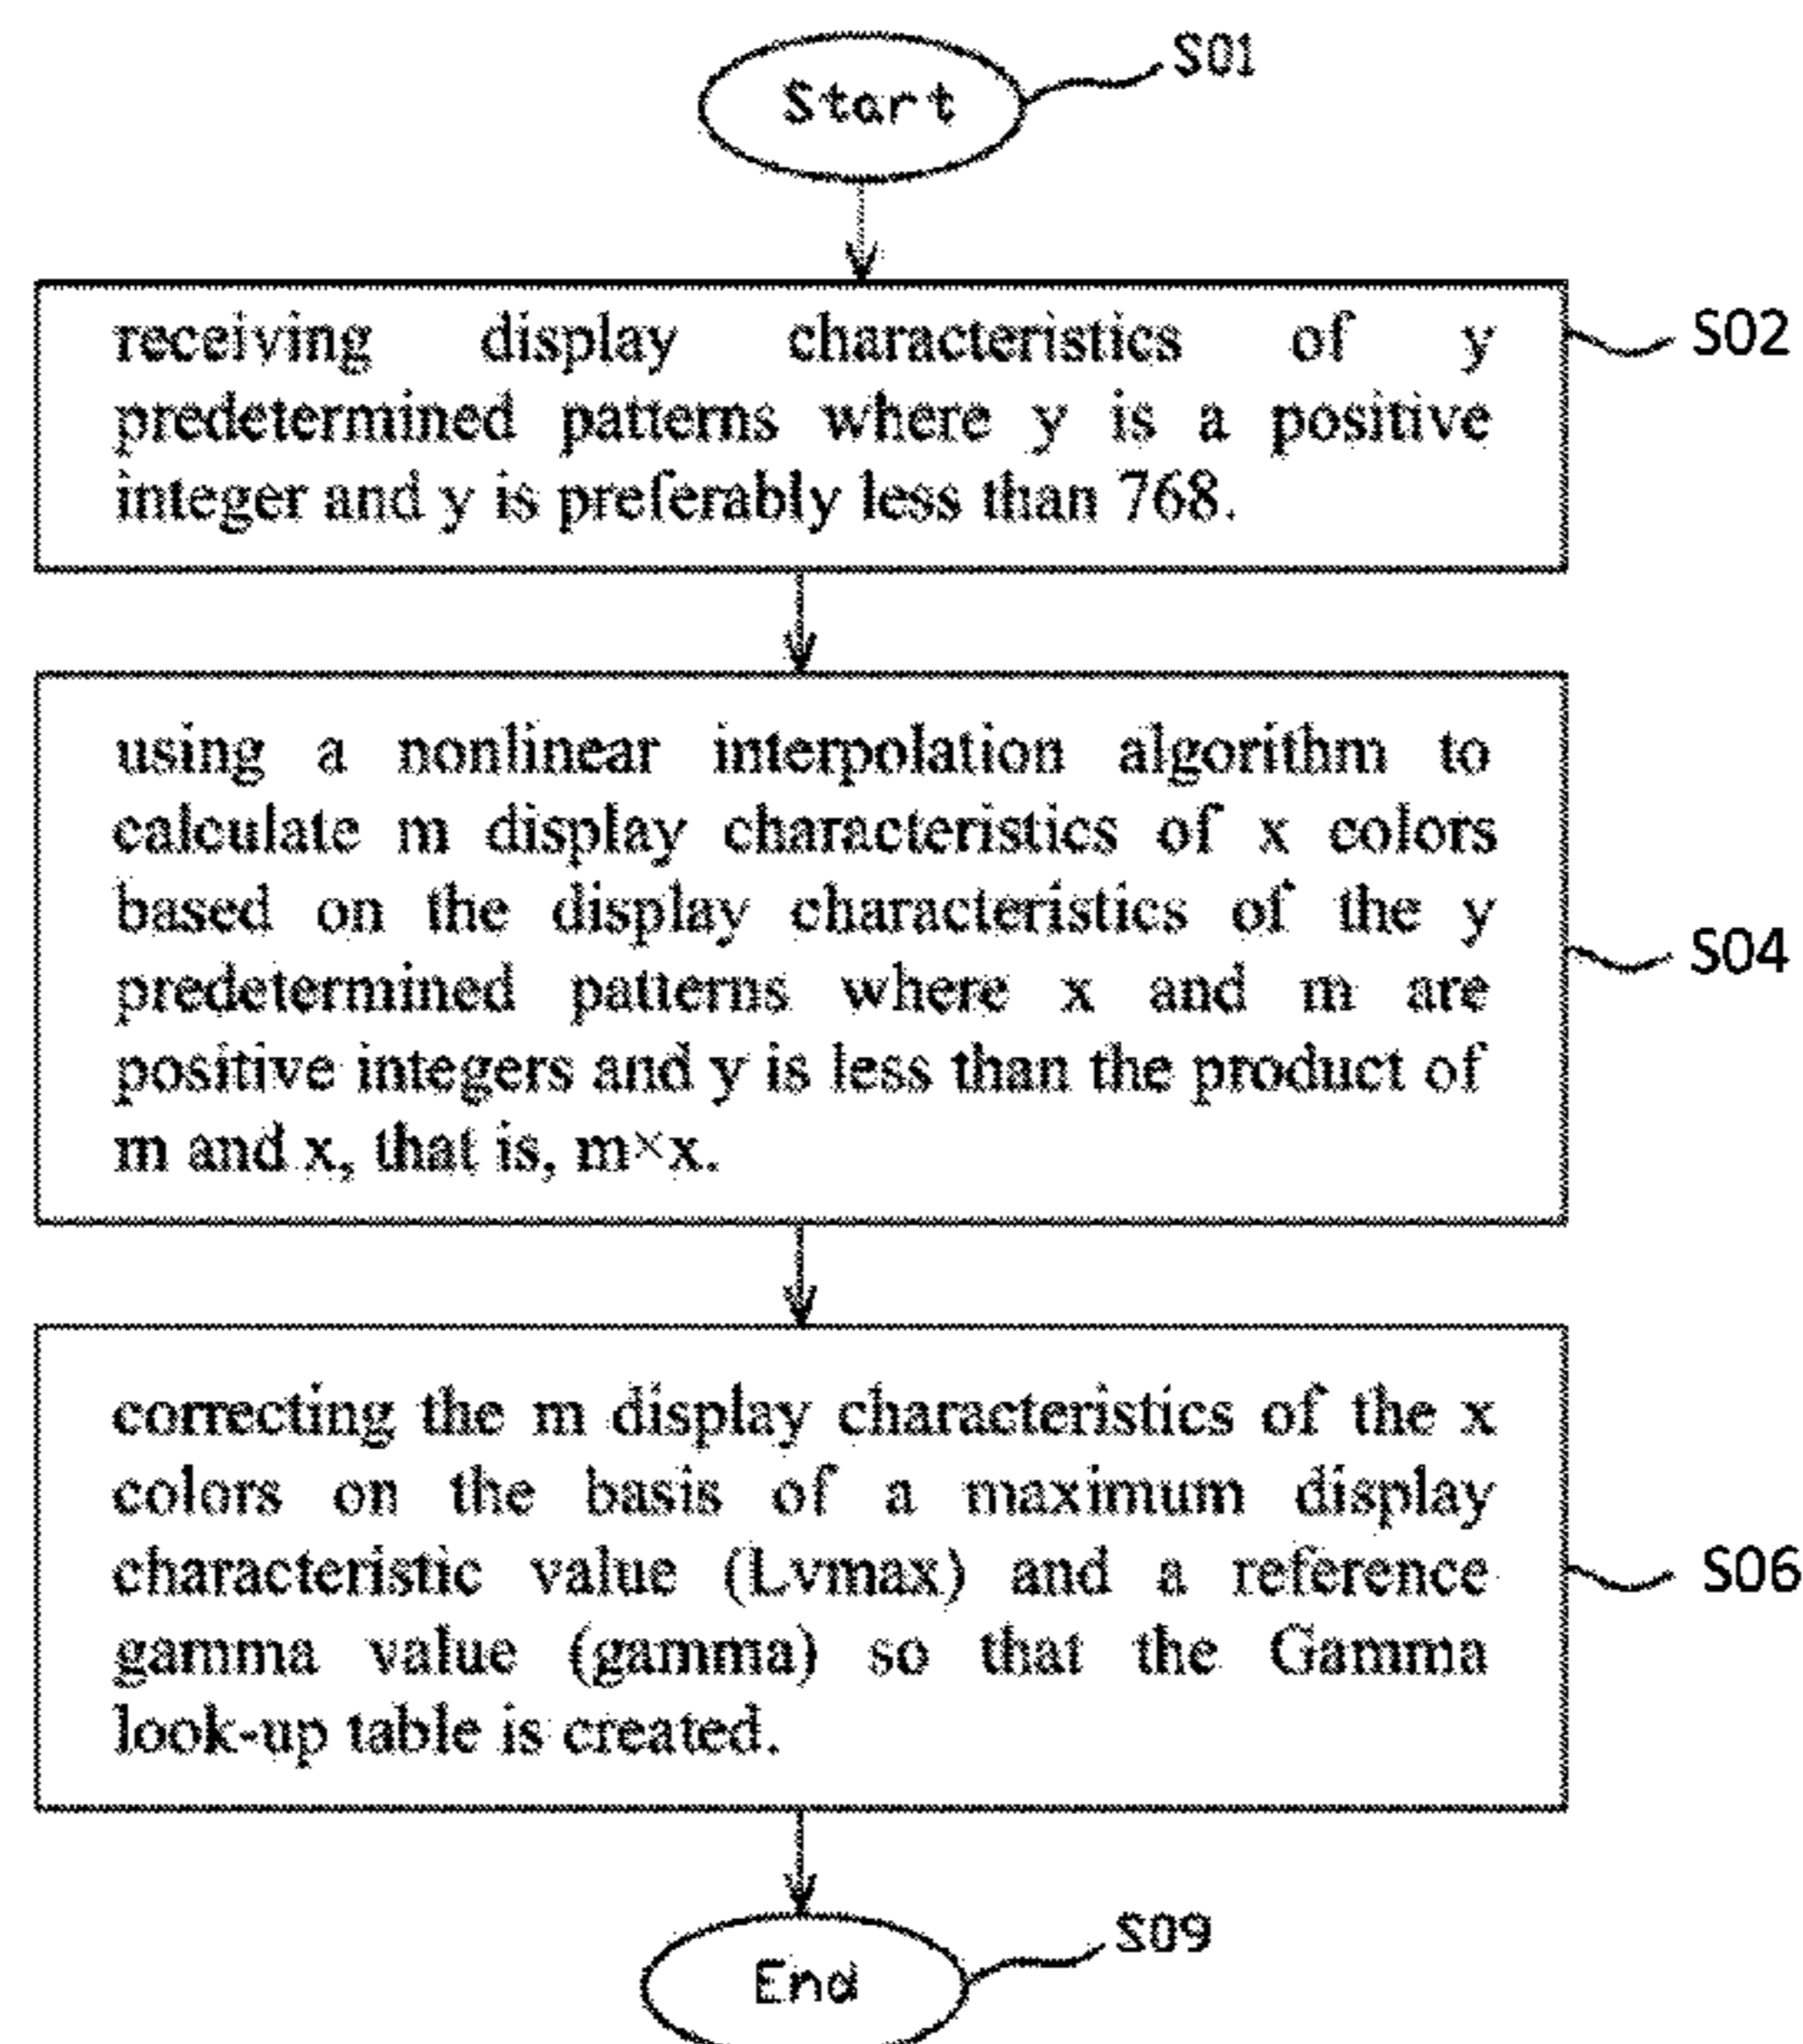 Start
S01
receiving display characteristics of y
predetermined patterns where y is a positive
integer and y is preferably less than 768.
S02
using a nonlinear interpolation algorithm to
calculate m display characteristics of x colors
based on the display characteristics of the y
predetermined patterns where x and m are
positive integers and y is less than the product of
m and x, that is, m×x.
S04
correcting the m display characteristics of the x
colors on the basis of a maximum display
characteristic value (Lvmax) and a reference
gamma value (gamma) so that the Gamma
look-up table is created.
S06
End
S09